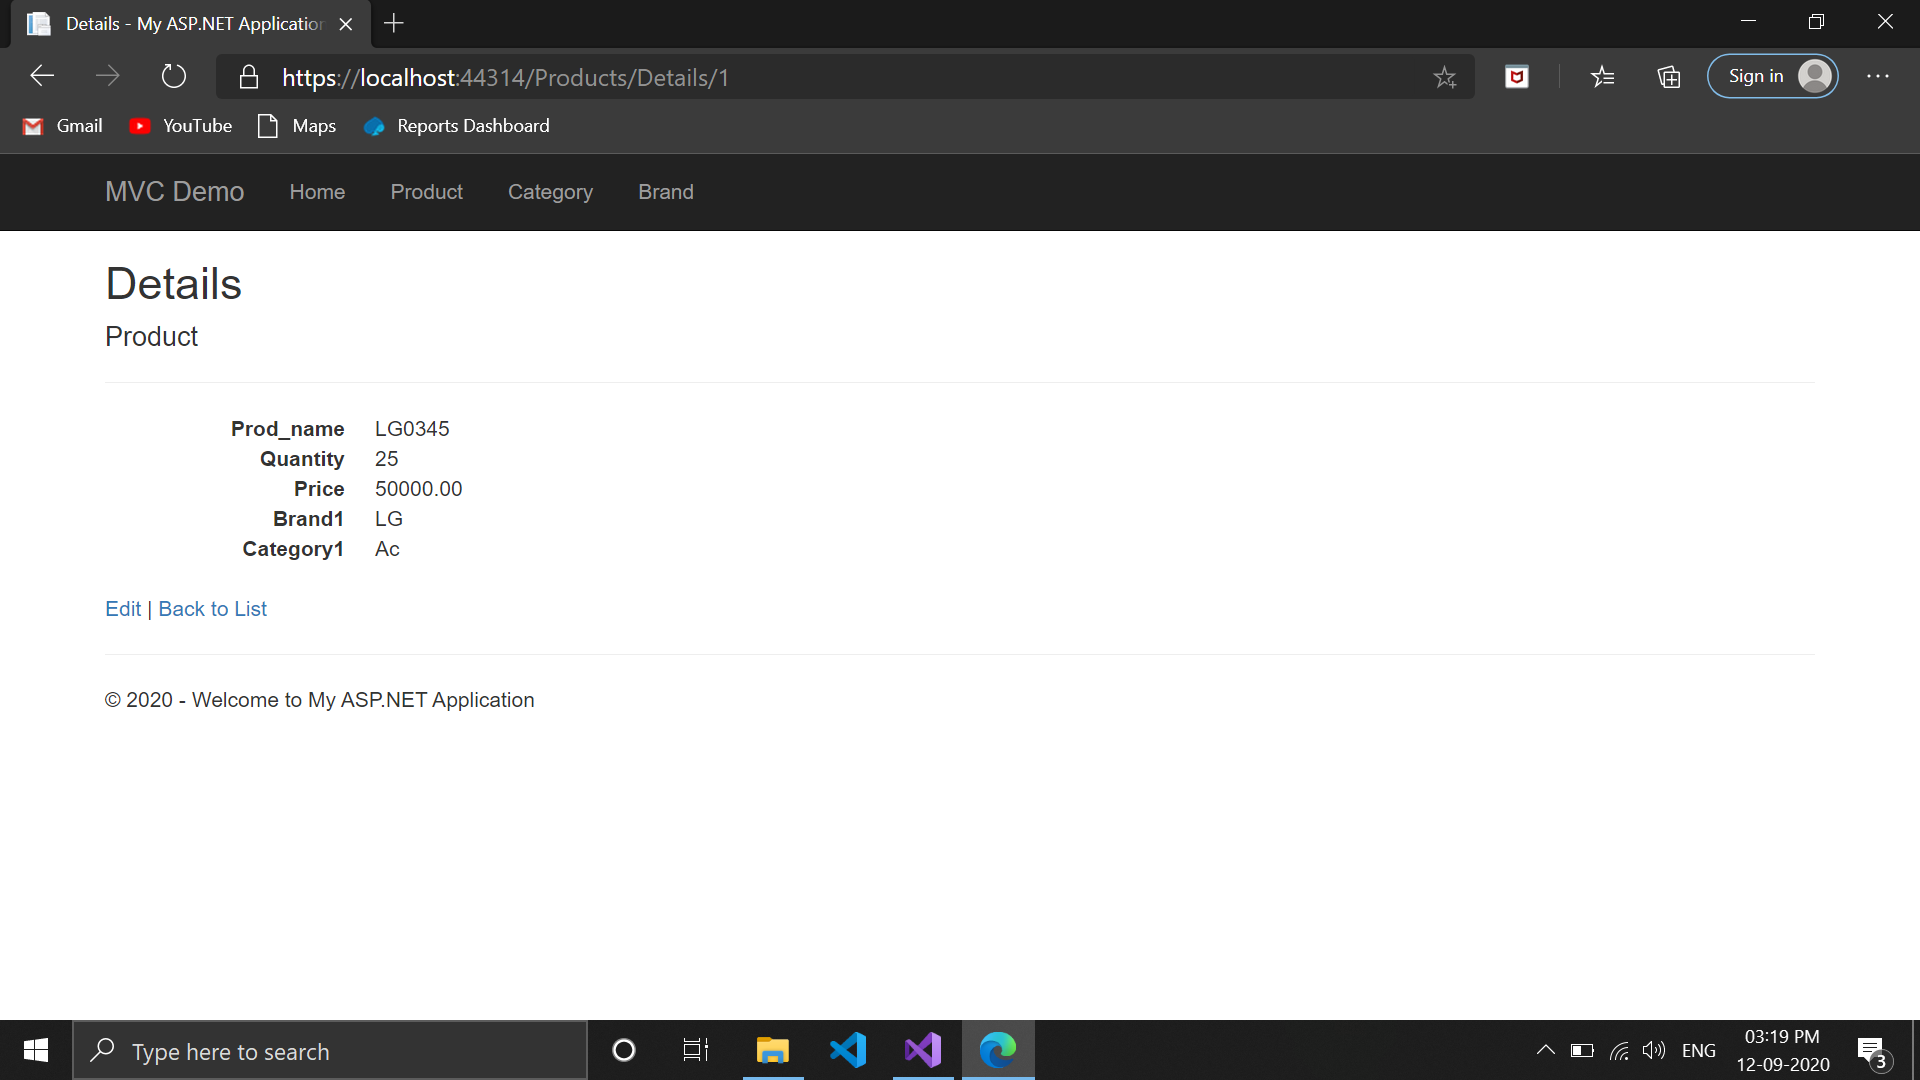 Details - My ASP.NET Application
https://localhost:44314/Products/Details/1
Sign in
Gmail YouTube Maps Reports Dashboard
MVC Demo Home Product Category Brand
Details
Product
Prod_name LG0345
Quantity 25
Price 50000.00
Brand1 LG
Category1 Ac
Edit | Back to List
© 2020 - Welcome to My ASP.NET Application
Type here to search
ENG
03:19 PM
12-09-2020
3